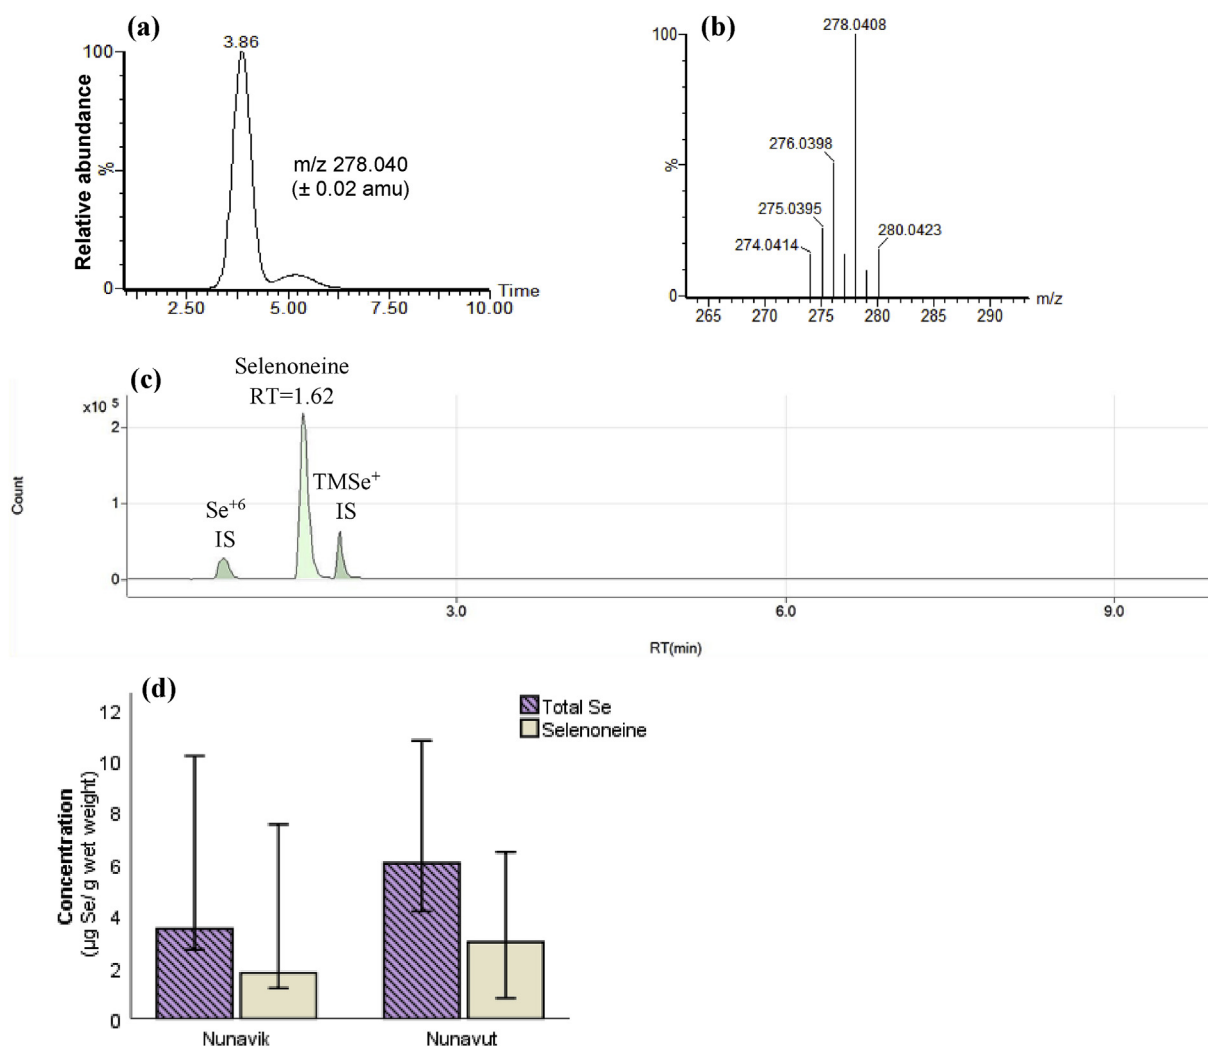 (a)
3.86
100
Relative abundance
%
m/z 278.040
(± 0.02 amu)
0
Time
2.50
5.00
7.50
10.00
(b)
278.0408
100
276.0398
%
275.0395
274.0414
280.0423
0
m/z
265
270
275
280
285
290
(c)
Selenoneine
RT=1.62
x10 5
2
TMSe+
IS
Se+6
IS
Count
1
0
3.0
6.0
9.0
RT(min)
(d)
12
Total Se
Selenoneine
10
8
Concentration
(µg Se/ g wet weight)
6
4
2
0
Nunavik
Nunavut